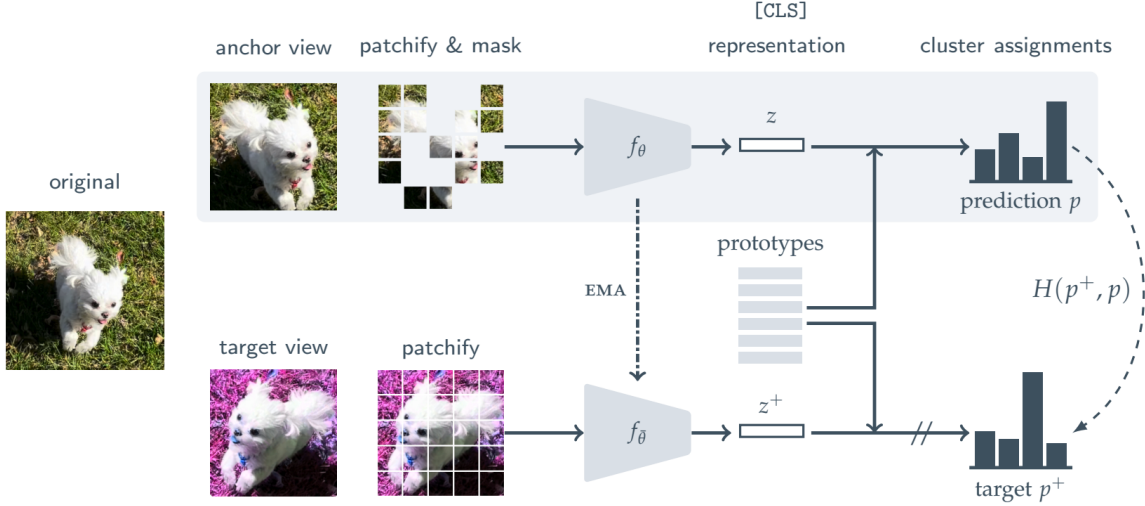 [CLS]
anchor view
patchify & mask
representation
cluster assignments
z
f_θ
original
prediction p
prototypes
EMA
H(p⁺, p)
target view
patchify
z⁺
f_θ̄
target p⁺